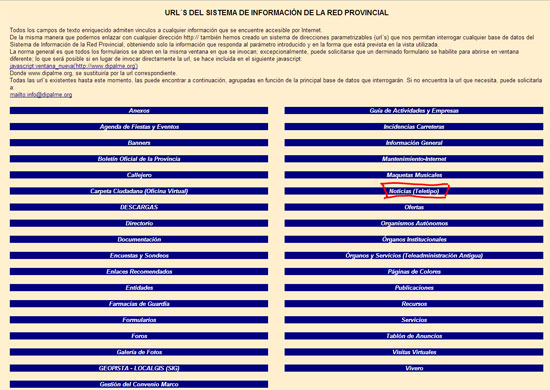 URL´S DEL SISTEMA DE INFORMACIÓN DE LA RED PROVINCIAL
Todos los campos de texto enriquecido admiten vínculos a cualquier información que se encuentre accesible por Internet.
De la misma manera que podemos enlazar con cualquier dirección http:// también hemos creado un sistema de direcciones parametrizables (url´s) que nos permitan interrogar cualquier base de datos del
Sistema de Información de la Red Provincial, obteniendo solo la información que responda al parámetro introducido y en la forma que está prevista en la vista utilizada.
La norma general es que todos los formularios se abren en la misma ventana en que se invocan; excepcionalmente, puede solicitarse que un derminado formulario se habilite para abrirse en ventana
diferente, lo que será posible si en lugar de invocar directamente la url, se hace incluida en el siguiente javascript:
javascript:ventana_nueva('http://www.dipalme.org')
Donde www.dipalme.org, se sustituiría por la url correspondiente.
Todas las url´s existentes hasta este momento, las puede encontrar a continuación, agrupadas en función de la principal base de datos que interrogarán. Si no encuentra la url que necesita, puede solicitarla
a:
mailto:info@dipalme.org
Anexos
Agenda de Fiestas y Eventos
Banners
Boletín Oficial de la Provincia
Callejero
Carpeta Ciudadana (Oficina Virtual)
DESCARGAS
Directorio
Documentación
Encuestas y Sondeos
Enlaces Recomendados
Entidades
Farmacias de Guardia
Formularios
Foros
Galería de Fotos
GEOPISTA - LOCALGIS (SIG)
Gestión del Convenio Marco
Guía de Actividades y Empresas
Incidencias Carreteras
Información General
Mantenimiento-Internet
Maquetas Musicales
Noticias (Teletipo)
Ofertas
Organismos Autónomos
Órganos Institucionales
Órganos y Servicios (Teleadministración Antigua)
Páginas de Colores
Publicaciones
Recursos
Servicios
Tablón de Anuncios
Visitas Virtuales
Vivero